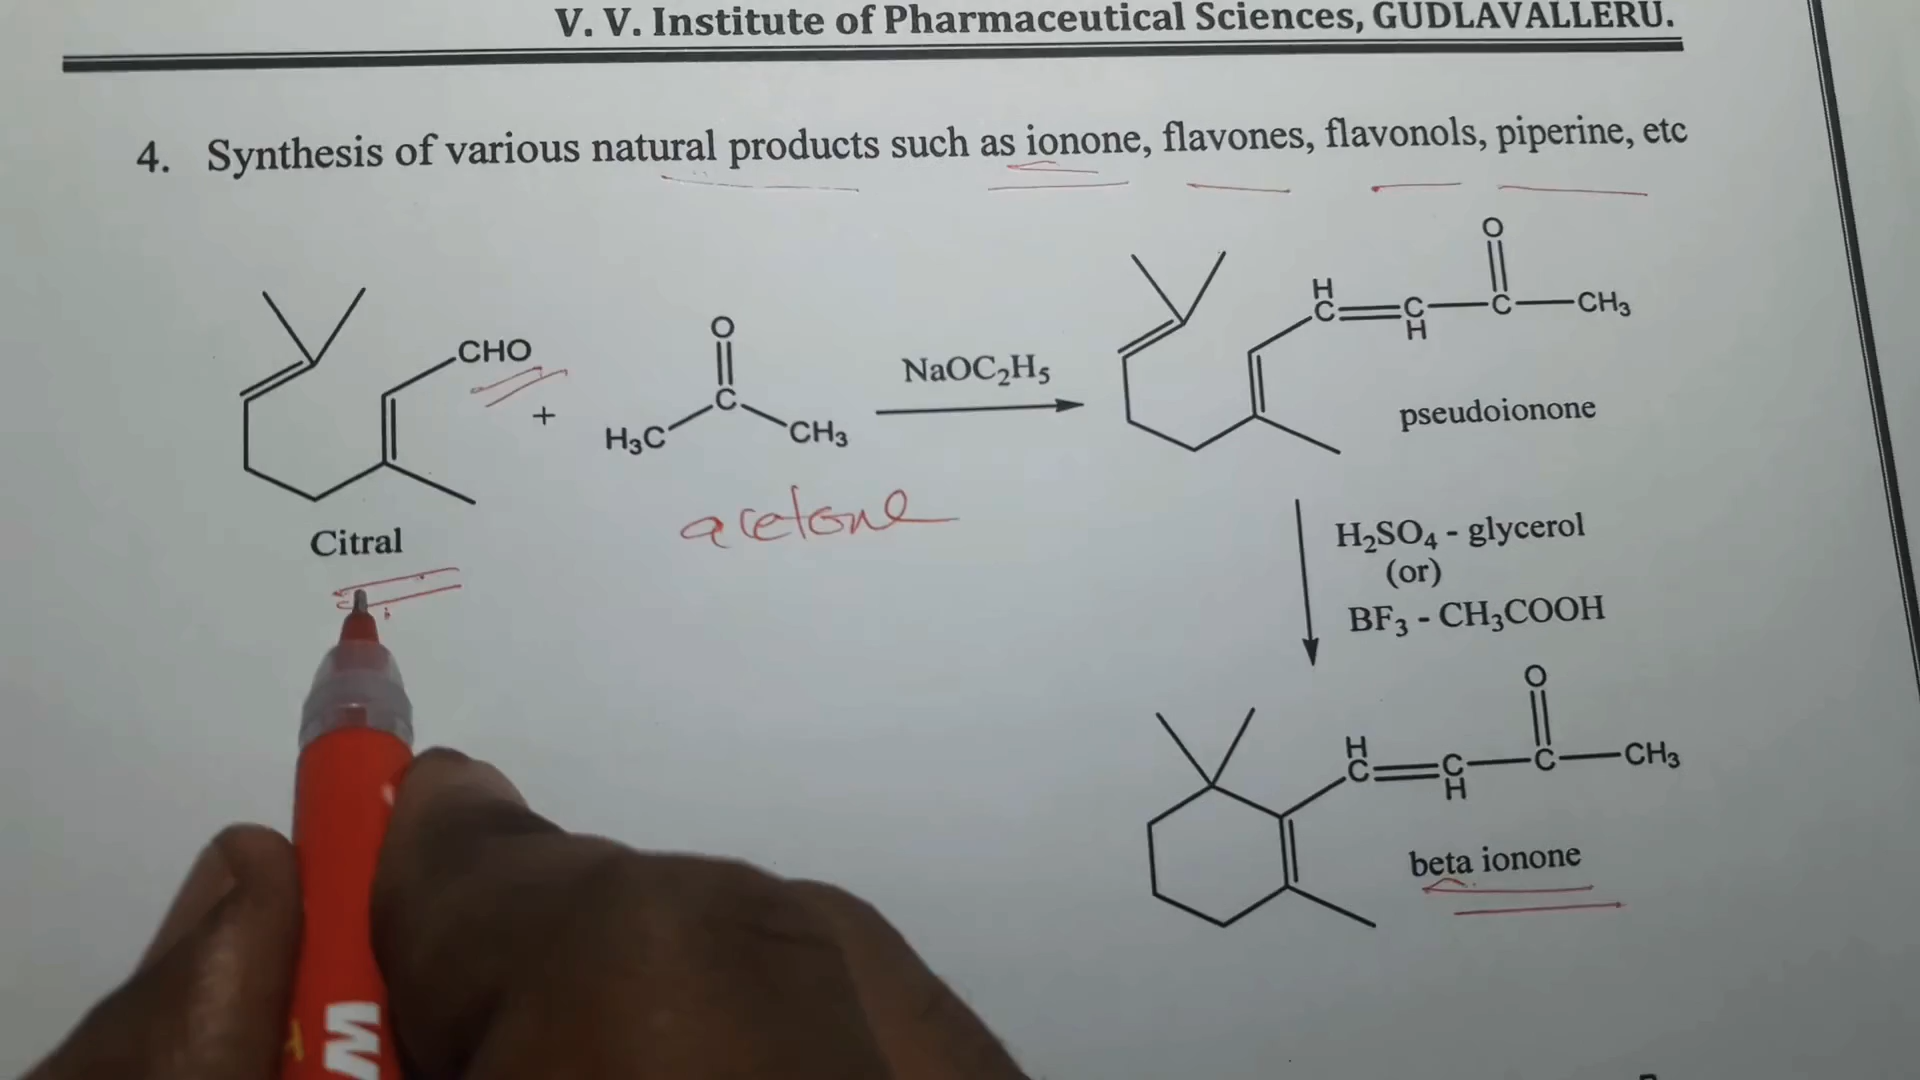 V. V. Institute of Pharmaceutical Sciences, GUDLAVALLERU.
4. Synthesis of various natural products such as ionone, flavones, flavonols, piperine, etc
CHO
+
O
C
H₃C
CH₃
NaOC₂H₅
O
H
C
C
H
C
CH₃
pseudoionone
Citral
acetone
H₂SO₄ - glycerol
(or)
BF₃ - CH₃COOH
O
H
C
C
H
C
CH₃
beta ionone
W